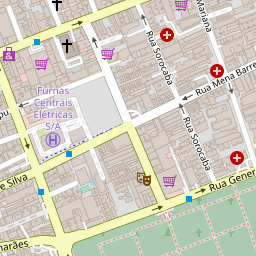 Mariana
Rua Sorocaba
Rua Mena Barre
Furnas
Centrais
Elétricas
S/A
H
Rua Sorocaba
e Silva
Rua Gener
marães